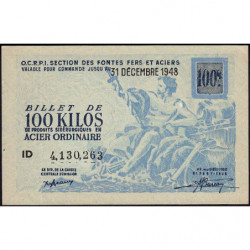 O.C.R.P.I. SECTION DES FONTES FERS ET ACIERS
VALABLE POUR COMMANDE JUSQU'AU 31 DÉCEMBRE 1948
100K
BILLET DE
100 KILOS
DE PRODUITS SIDÉRURGIQUES EN
ACIER ORDINAIRE
ID 4,130,263